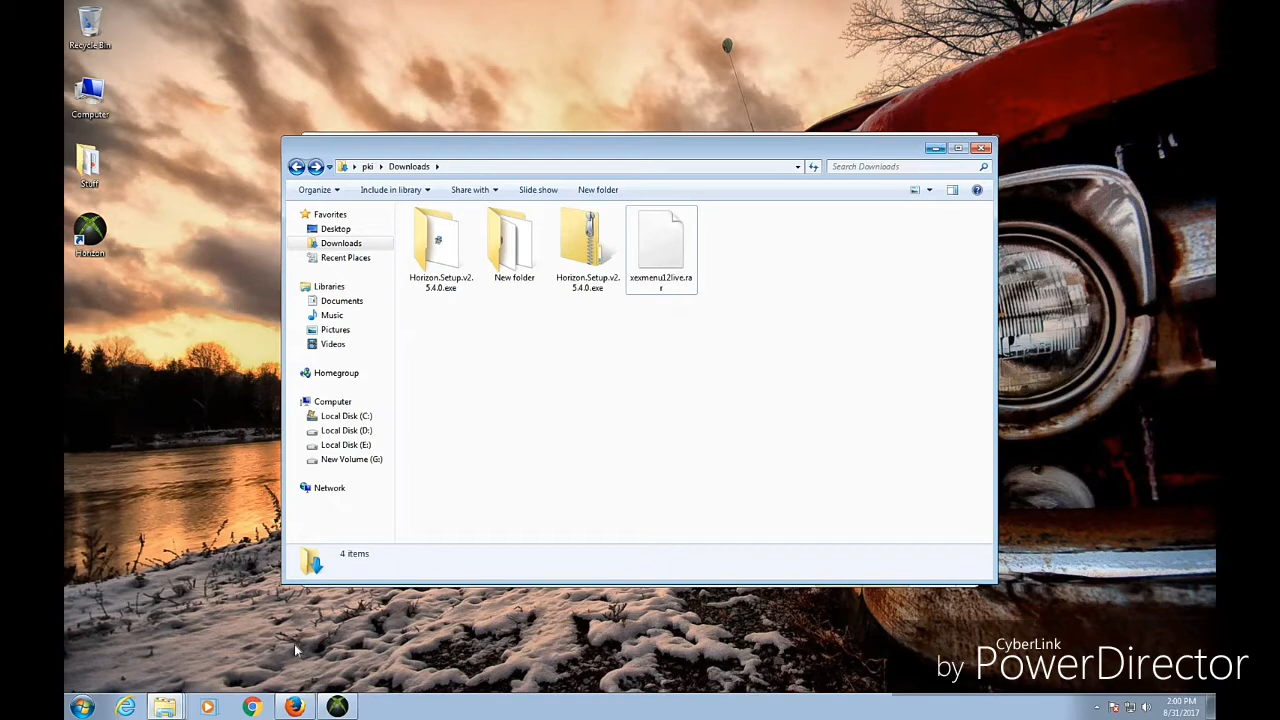 Recycle Bin
Computer
Stuff
Horizon
pki Downloads
Search Downloads
Organize Include in library Share with Slide show New folder
Favorites
Desktop
Downloads
Recent Places
Libraries
Documents
Music
Pictures
Videos
Homegroup
Computer
Local Disk (C:)
Local Disk (D:)
Local Disk (E:)
New Volume (G:)
Network
Horizon.Setup.v2.
5.4.0.exe
New folder
Horizon.Setup.v2.
5.4.0.exe
xexmenu12live.ra
r
4 items
CyberLink
by PowerDirector
2:00 PM
8/31/2017